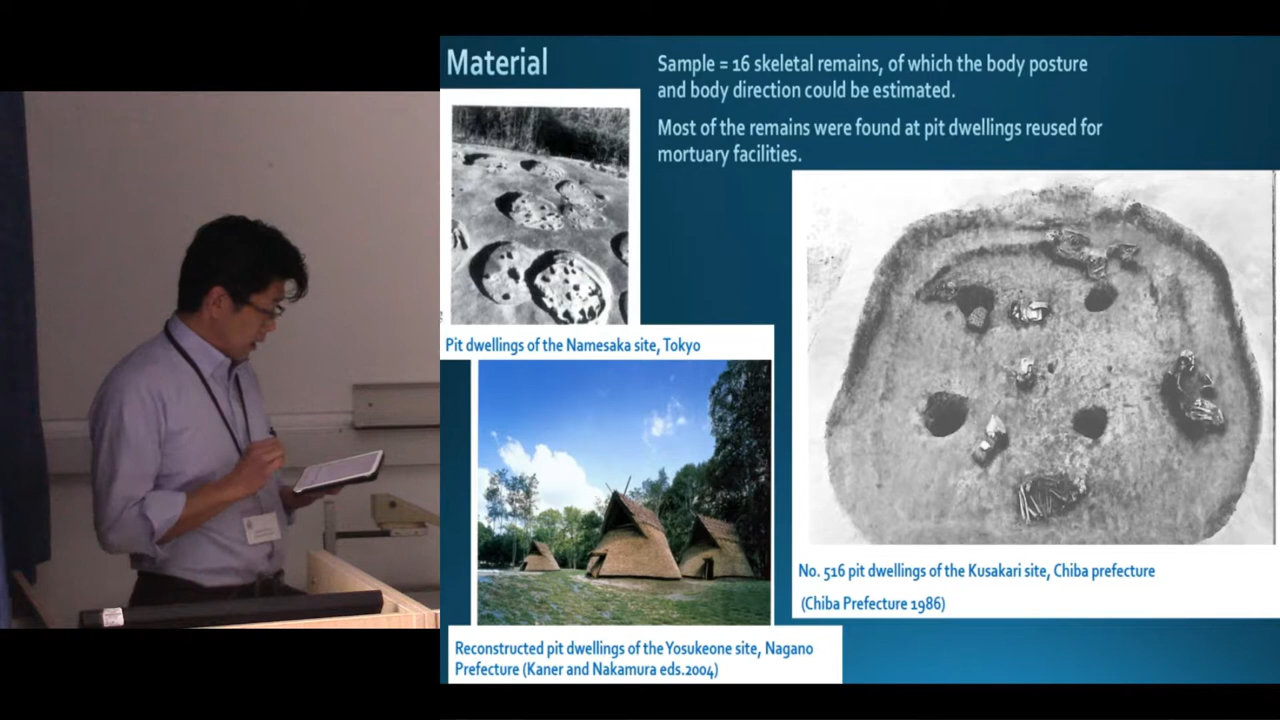 Material
Sample = 16 skeletal remains, of which the body posture
and body direction could be estimated.
Most of the remains were found at pit dwellings reused for
mortuary facilities.
Pit dwellings of the Namesaka site, Tokyo
No. 516 pit dwellings of the Kusakari site, Chiba prefecture
(Chiba Prefecture 1986)
Reconstructed pit dwellings of the Yosukeone site, Nagano
Prefecture (Kaner and Nakamura eds.2004)